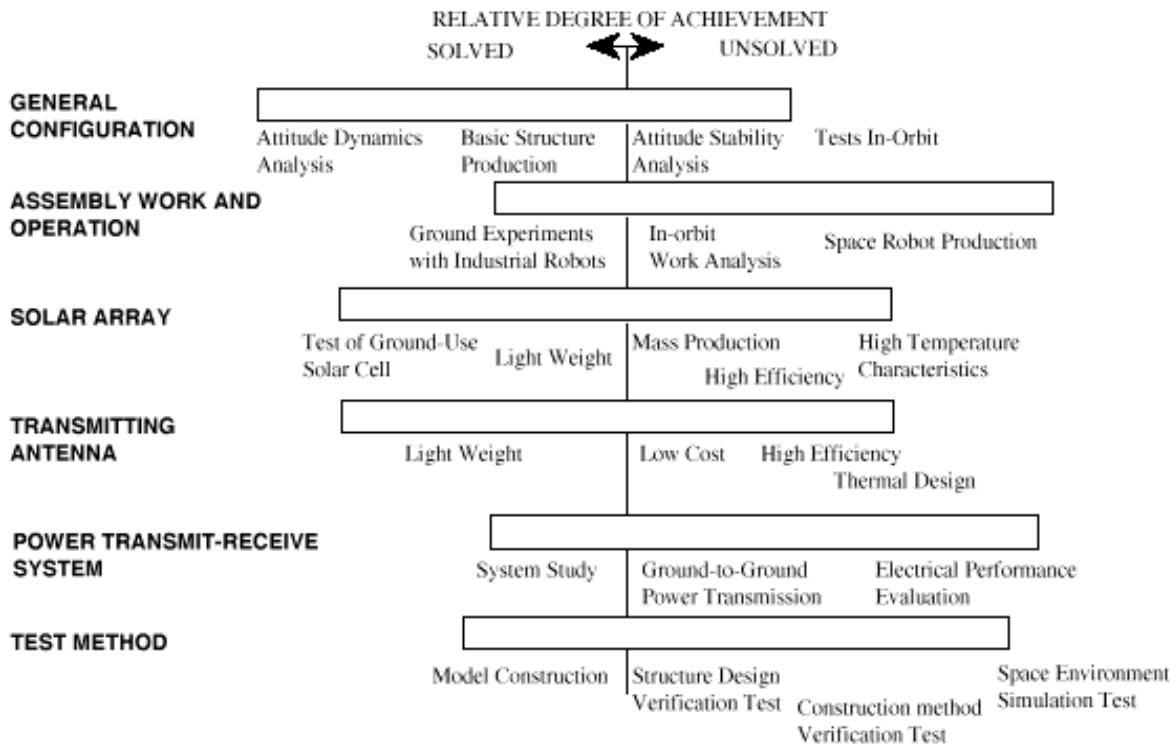 RELATIVE DEGREE OF ACHIEVEMENT
SOLVED
UNSOLVED
GENERAL
CONFIGURATION
Attitude Dynamics
Analysis
Basic Structure
Production
Attitude Stability
Analysis
Tests In-Orbit
ASSEMBLY WORK AND
OPERATION
Ground Experiments
with Industrial Robots
In-orbit
Work Analysis
Space Robot Production
SOLAR ARRAY
Test of Ground-Use
Solar Cell
Light Weight
Mass Production
High Efficiency
High Temperature
Characteristics
TRANSMITTING
ANTENNA
Light Weight
Low Cost
High Efficiency
Thermal Design
POWER TRANSMIT-RECEIVE
SYSTEM
System Study
Ground-to-Ground
Power Transmission
Electrical Performance
Evaluation
TEST METHOD
Model Construction
Structure Design
Verification Test
Construction method
Verification Test
Space Environment
Simulation Test